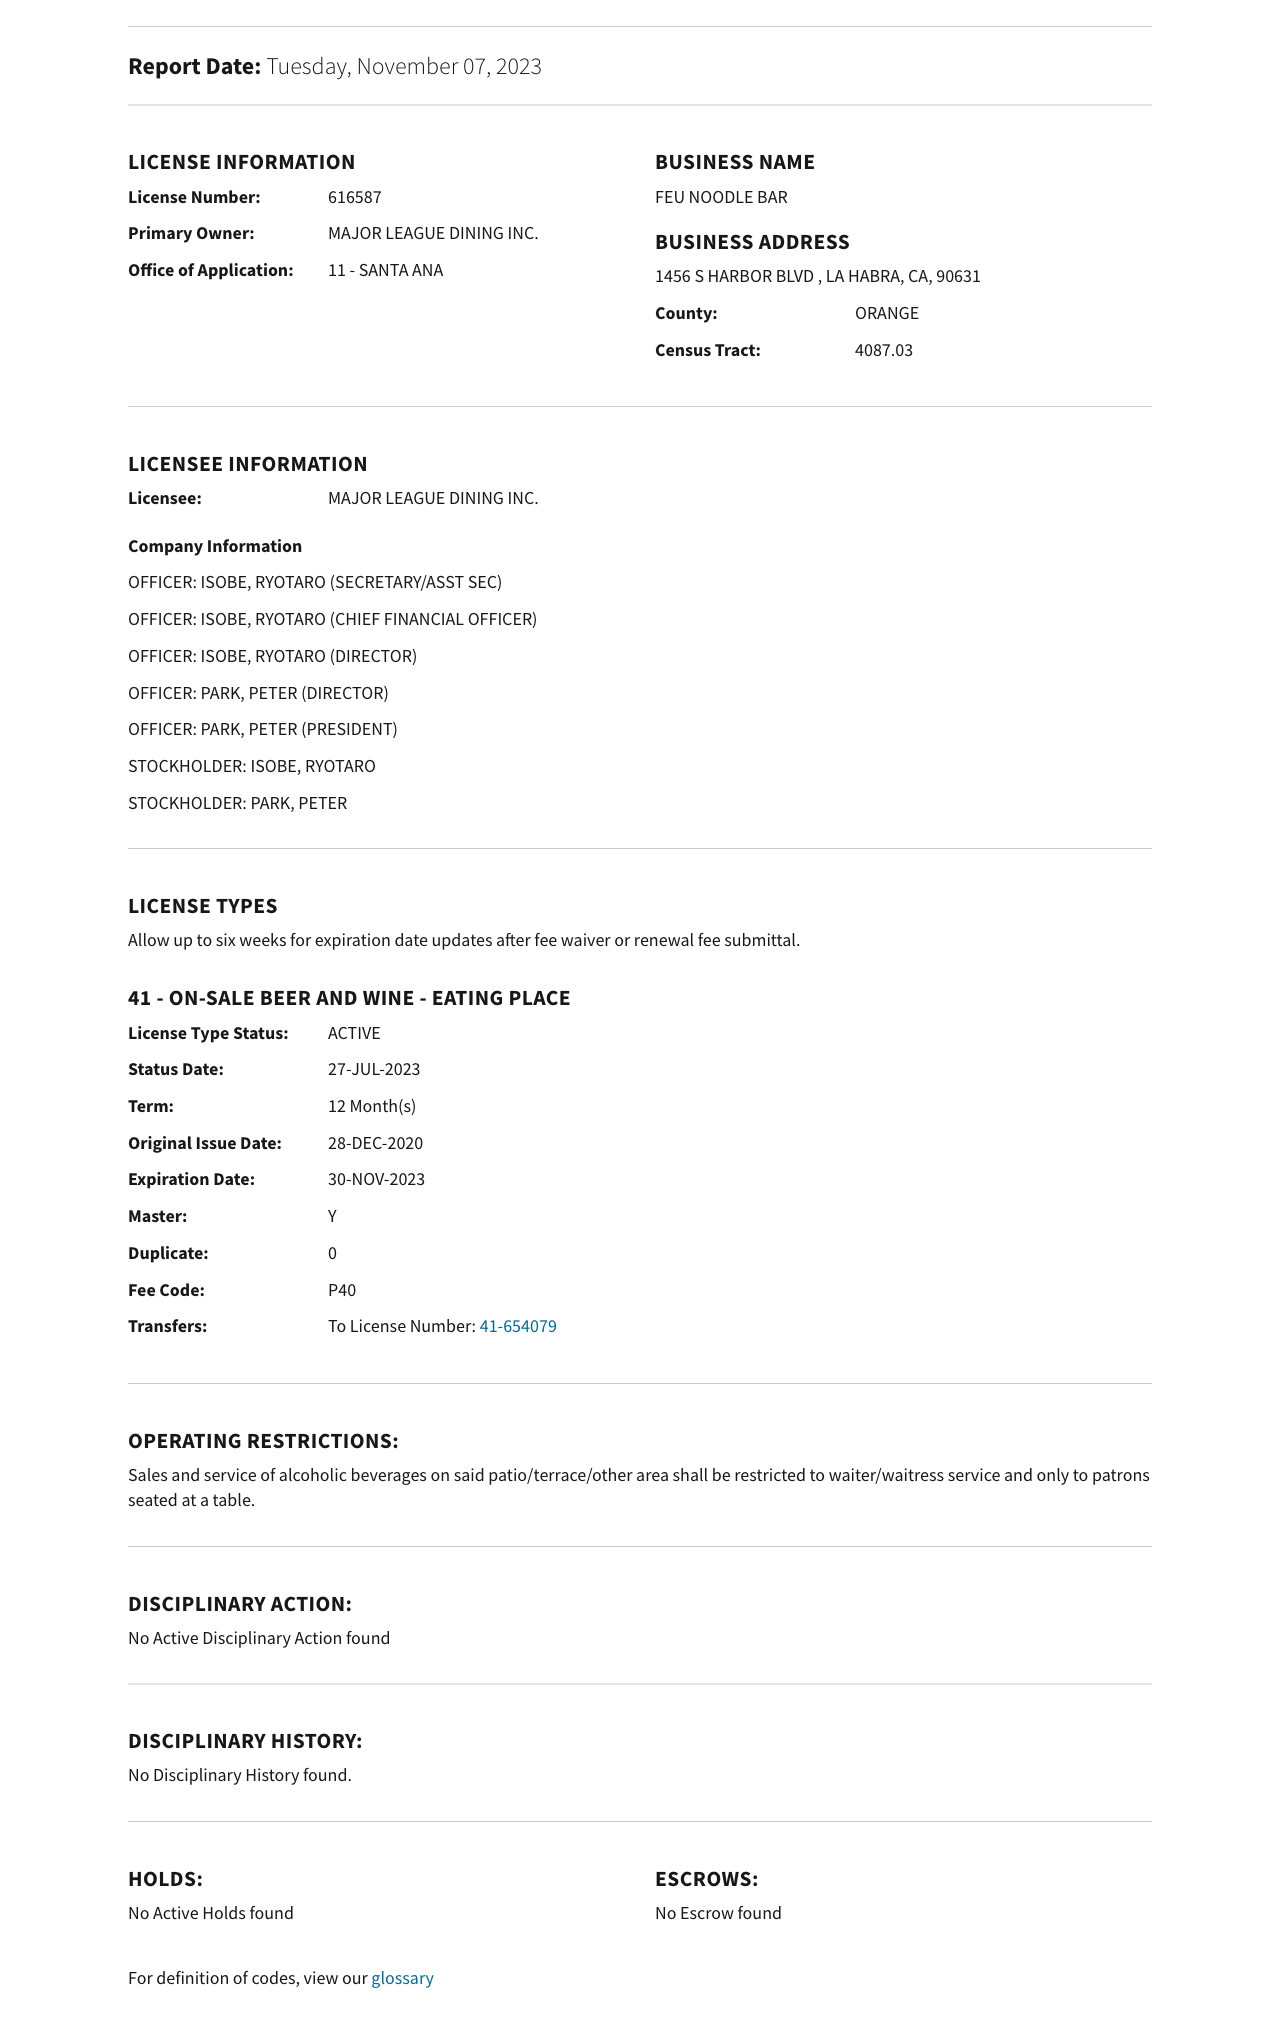 Report Date: Tuesday, November 07, 2023
LICENSE INFORMATION
License Number: 616587
Primary Owner: MAJOR LEAGUE DINING INC.
Office of Application: 11 - SANTA ANA
BUSINESS NAME
FEU NOODLE BAR
BUSINESS ADDRESS
1456 S HARBOR BLVD , LA HABRA, CA, 90631
County: ORANGE
Census Tract: 4087.03
LICENSEE INFORMATION
Licensee: MAJOR LEAGUE DINING INC.
Company Information
OFFICER: ISOBE, RYOTARO (SECRETARY/ASST SEC)
OFFICER: ISOBE, RYOTARO (CHIEF FINANCIAL OFFICER)
OFFICER: ISOBE, RYOTARO (DIRECTOR)
OFFICER: PARK, PETER (DIRECTOR)
OFFICER: PARK, PETER (PRESIDENT)
STOCKHOLDER: ISOBE, RYOTARO
STOCKHOLDER: PARK, PETER
LICENSE TYPES
Allow up to six weeks for expiration date updates after fee waiver or renewal fee submittal.
41 - ON-SALE BEER AND WINE - EATING PLACE
License Type Status: ACTIVE
Status Date: 27-JUL-2023
Term: 12 Month(s)
Original Issue Date: 28-DEC-2020
Expiration Date: 30-NOV-2023
Master: Y
Duplicate: 0
Fee Code: P40
Transfers: To License Number: 41-654079
OPERATING RESTRICTIONS:
Sales and service of alcoholic beverages on said patio/terrace/other area shall be restricted to waiter/waitress service and only to patrons
seated at a table.
DISCIPLINARY ACTION:
No Active Disciplinary Action found
DISCIPLINARY HISTORY:
No Disciplinary History found.
HOLDS:
No Active Holds found
ESCROWS:
No Escrow found
For definition of codes, view our glossary